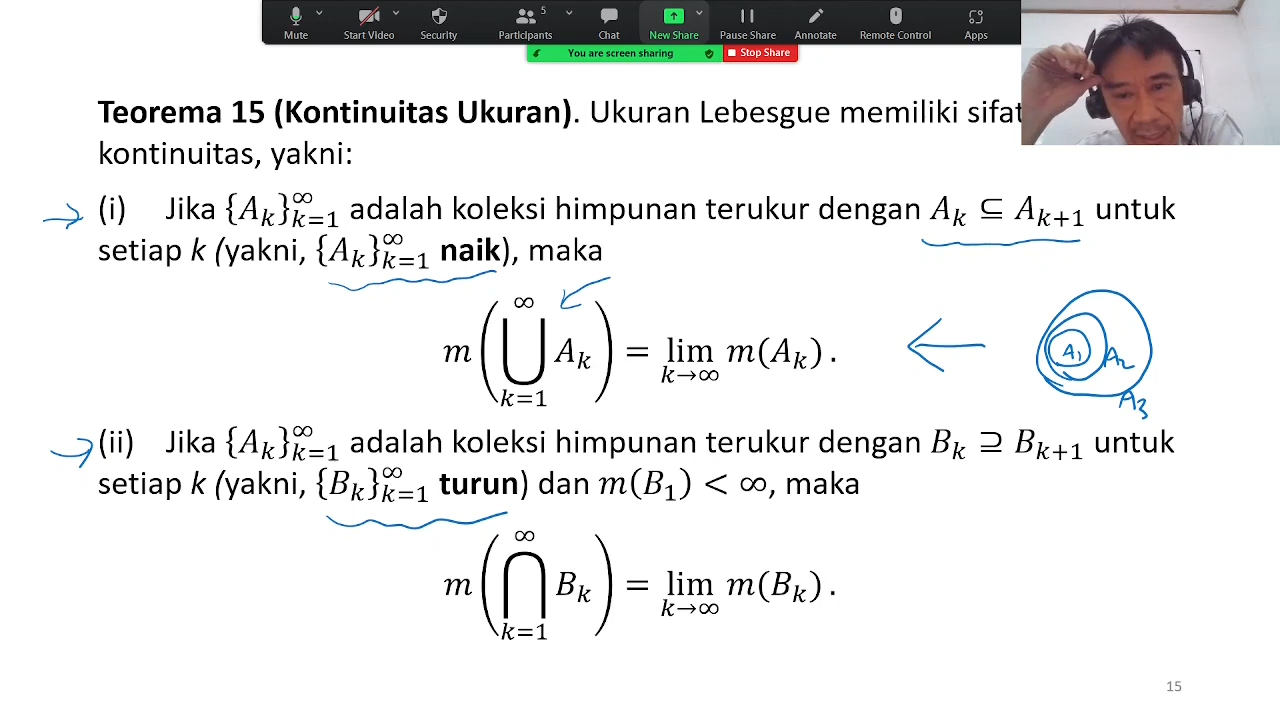 Mute
Start Video
Security
Participants
5
Chat
New Share
Pause Share
Annotate
Remote Control
Apps
You are screen sharing
Stop Share
Teorema 15 (Kontinuitas Ukuran). Ukuran Lebesgue memiliki sifat
kontinuitas, yakni:
(i) Jika {A_k}_{k=1}^∞ adalah koleksi himpunan terukur dengan A_k ⊆ A_{k+1} untuk
setiap k (yakni, {A_k}_{k=1}^∞ naik), maka
m(⋃_{k=1}^∞ A_k) = lim_{k→∞} m(A_k).
A1
A2
A3
(ii) Jika {A_k}_{k=1}^∞ adalah koleksi himpunan terukur dengan B_k ⊇ B_{k+1} untuk
setiap k (yakni, {B_k}_{k=1}^∞ turun) dan m(B_1) < ∞, maka
m(⋂_{k=1}^∞ B_k) = lim_{k→∞} m(B_k).
15